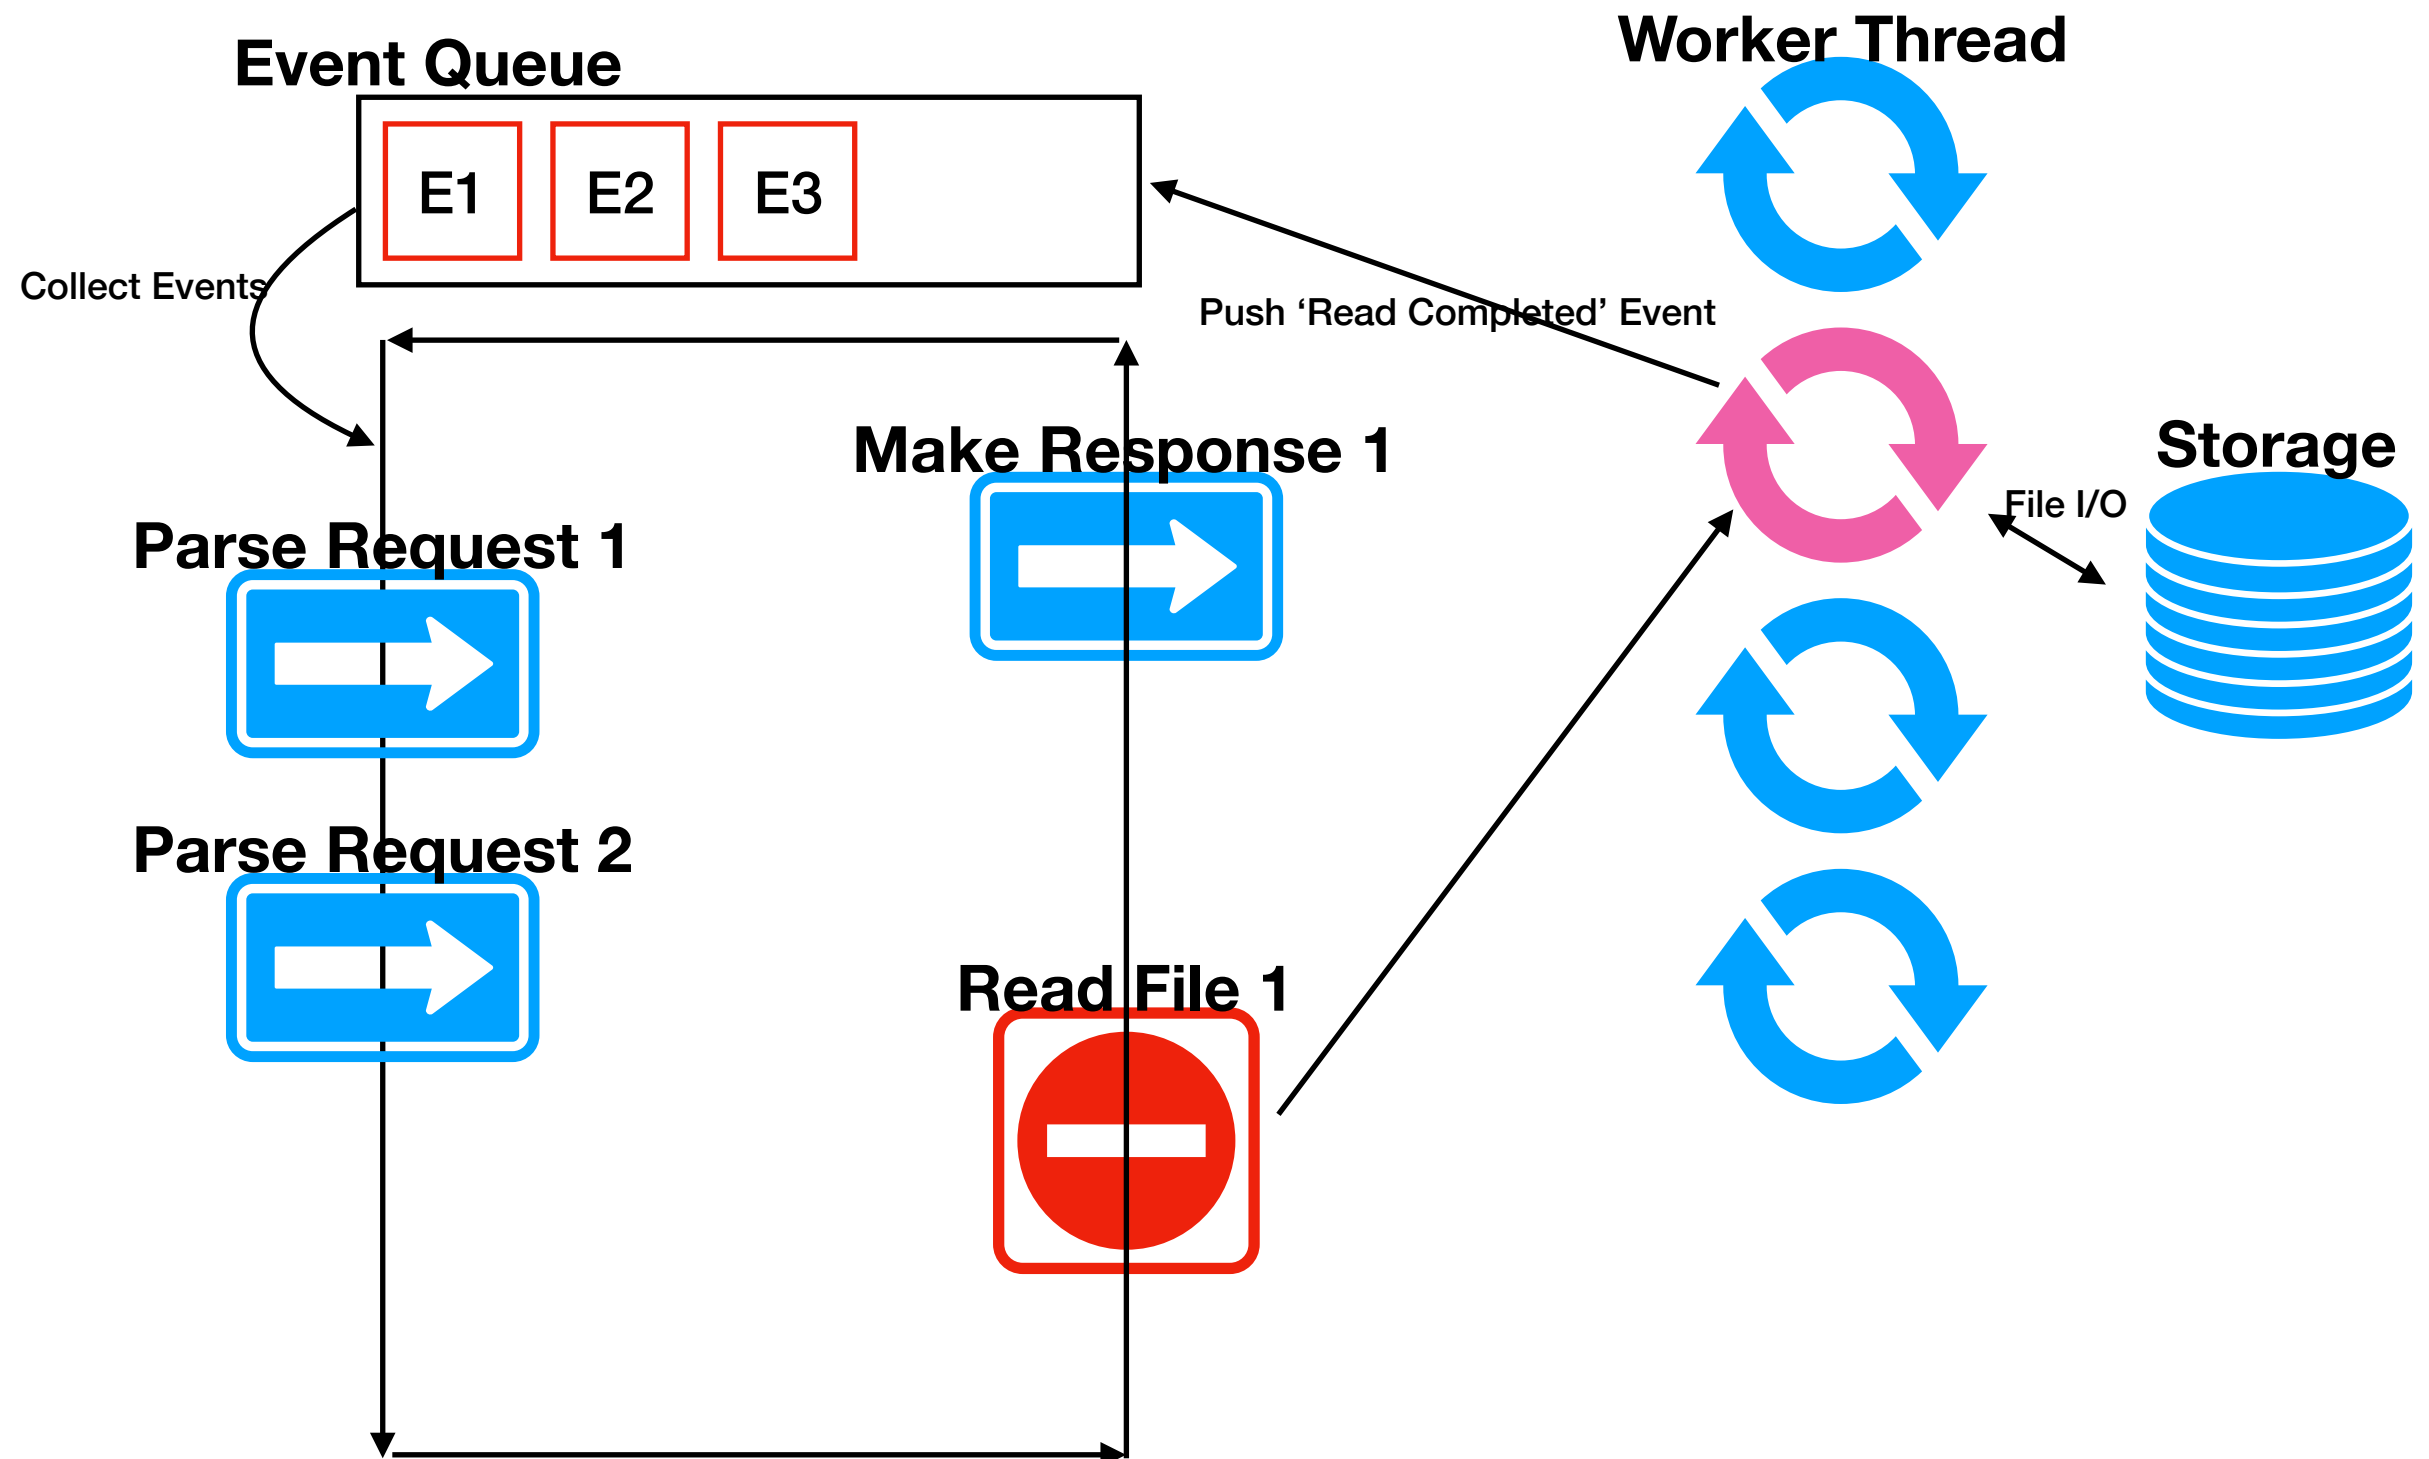 Event Queue
Worker Thread
E1
E2
E3
Collect Events
Push ‘Read Completed’ Event
Make Response 1
Storage
File I/O
Parse Request 1
Parse Request 2
Read File 1